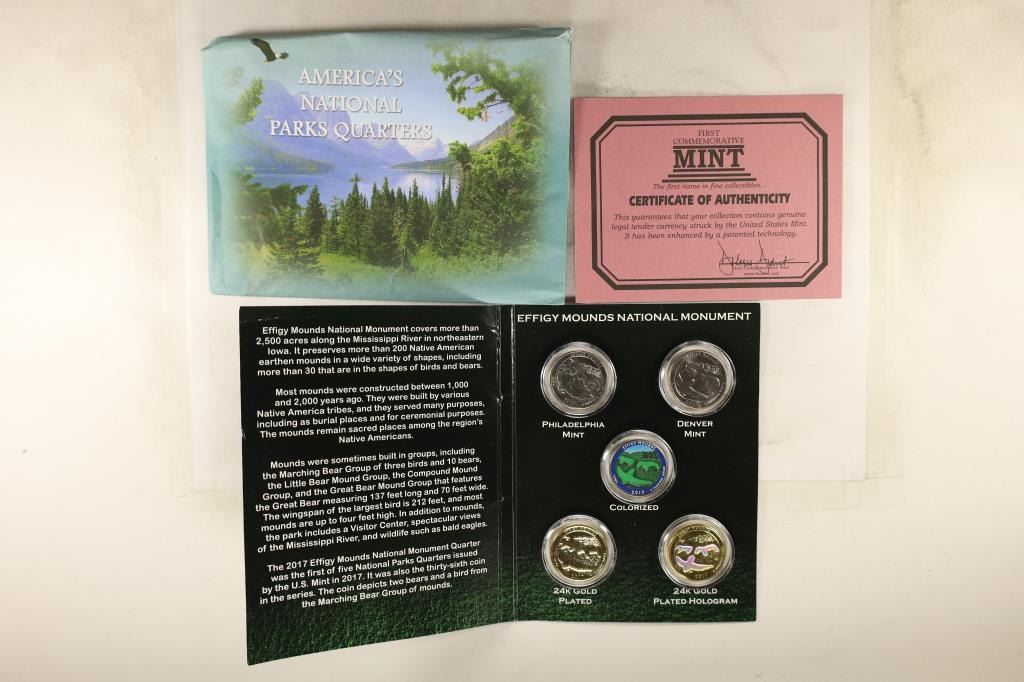 AMERICA'S
NATIONAL
PARKS QUARTERS
FIRST
COMMEMORATIVE
MINT
The first name in fine collectibles...
CERTIFICATE OF AUTHENTICITY
This guarantees that your collection contains genuine
legal tender currency struck by the United States Mint.
It has been enhanced by a patented technology.
First Commemorative Mint
Effigy Mounds National Monument covers more than
2,500 acres along the Mississippi River in northeastern
Iowa. It preserves more than 200 Native American
earthen mounds in a wide variety of shapes, including
more than 30 that are in the shapes of birds and bears.
Most mounds were constructed between 1,000
and 2,000 years ago. They were built by various
Native America tribes, and they served many purposes,
including as burial places and for ceremonial purposes.
The mounds remain sacred places among the region's
Native Americans.
Mounds were sometimes built in groups, including
the Marching Bear Group of three birds and 10 bears,
the Little Bear Mound Group, the Compound Mound
Group, and the Great Bear Mound Group that features
the Great Bear measuring 137 feet long and 70 feet wide.
The wingspan of the largest bird is 212 feet, and most
mounds are up to four feet high. In addition to mounds,
the park includes a Visitor Center, spectacular views
of the Mississippi River, and wildlife such as bald eagles.
The 2017 Effigy Mounds National Monument Quarter
was the first of five National Parks Quarters issued
by the U.S. Mint in 2017. It was also the thirty-sixth coin
in the series. The coin depicts two bears and a bird from
the Marching Bear Group of mounds.
EFFIGY MOUNDS NATIONAL MONUMENT
PHILADELPHIA
MINT
DENVER
MINT
EFFIGY MOUNDS
2017
COLORIZED
24K GOLD
PLATED
24K GOLD
PLATED HOLOGRAM